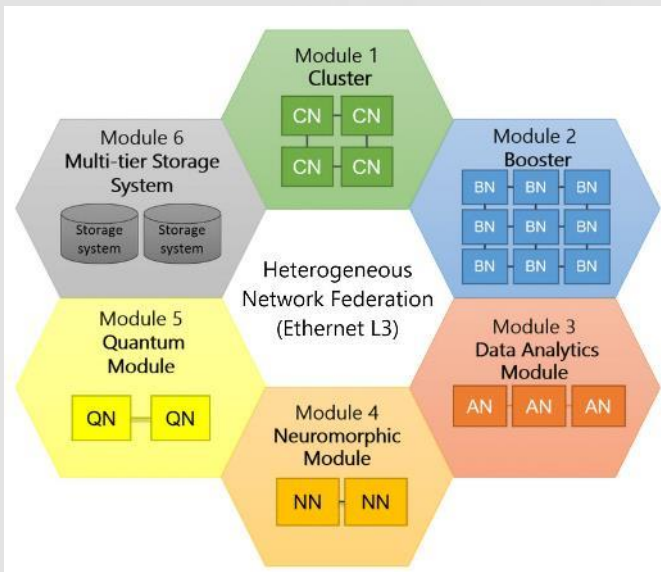 Module 1
Cluster
CN CN
CN CN
Module 2
Booster
BN BN BN
BN BN BN
BN BN BN
Module 3
Data Analytics
Module
AN AN AN
Module 4
Neuromorphic
Module
NN NN
Module 5
Quantum
Module
QN QN
Module 6
Multi-tier Storage
System
Storage system
Storage system
Heterogeneous
Network Federation
(Ethernet L3)